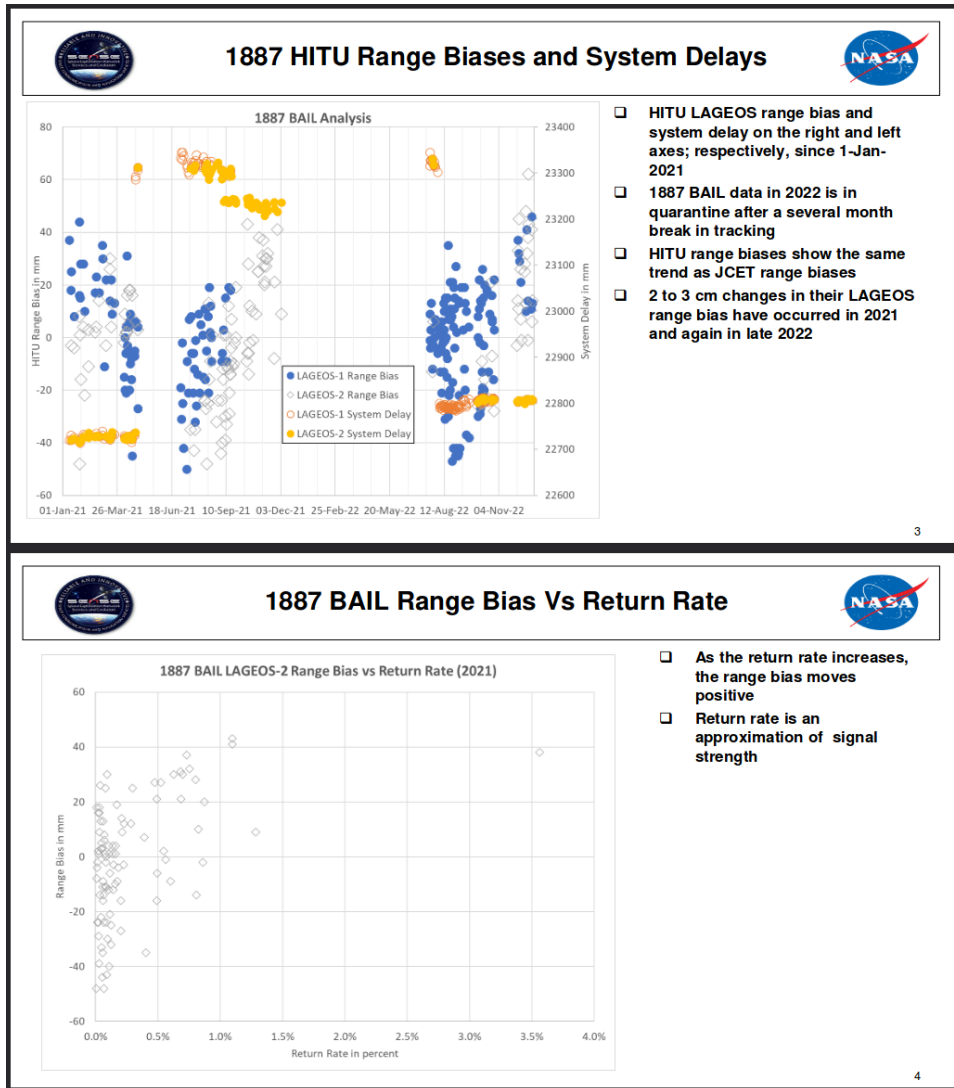 1887 HITU Range Biases and System Delays
NASA
1887 BAIL Analysis
80
60
40
20
0
-20
-40
-60
HITU Range Bias in mm
23400
23300
23200
23100
23000
22900
22800
22700
22600
System Delay in mm
LAGEOS-1 Range Bias
LAGEOS-2 Range Bias
LAGEOS-1 System Delay
LAGEOS-2 System Delay
01-Jan-21 26-Mar-21 18-Jun-21 10-Sep-21 03-Dec-21 25-Feb-22 20-May-22 12-Aug-22 04-Nov-22
❑ HITU LAGEOS range bias and
system delay on the right and left
axes; respectively, since 1-Jan-
2021
❑ 1887 BAIL data in 2022 is in
quarantine after a several month
break in tracking
❑ HITU range biases show the same
trend as JCET range biases
❑ 2 to 3 cm changes in their LAGEOS
range bias have occurred in 2021
and again in late 2022
3
1887 BAIL Range Bias Vs Return Rate
NASA
1887 BAIL LAGEOS-2 Range Bias vs Return Rate (2021)
60
40
20
0
-20
-40
-60
Range Bias in mm
0.0% 0.5% 1.0% 1.5% 2.0% 2.5% 3.0% 3.5% 4.0%
Return Rate in percent
❑ As the return rate increases,
the range bias moves
positive
❑ Return rate is an
approximation of signal
strength
4